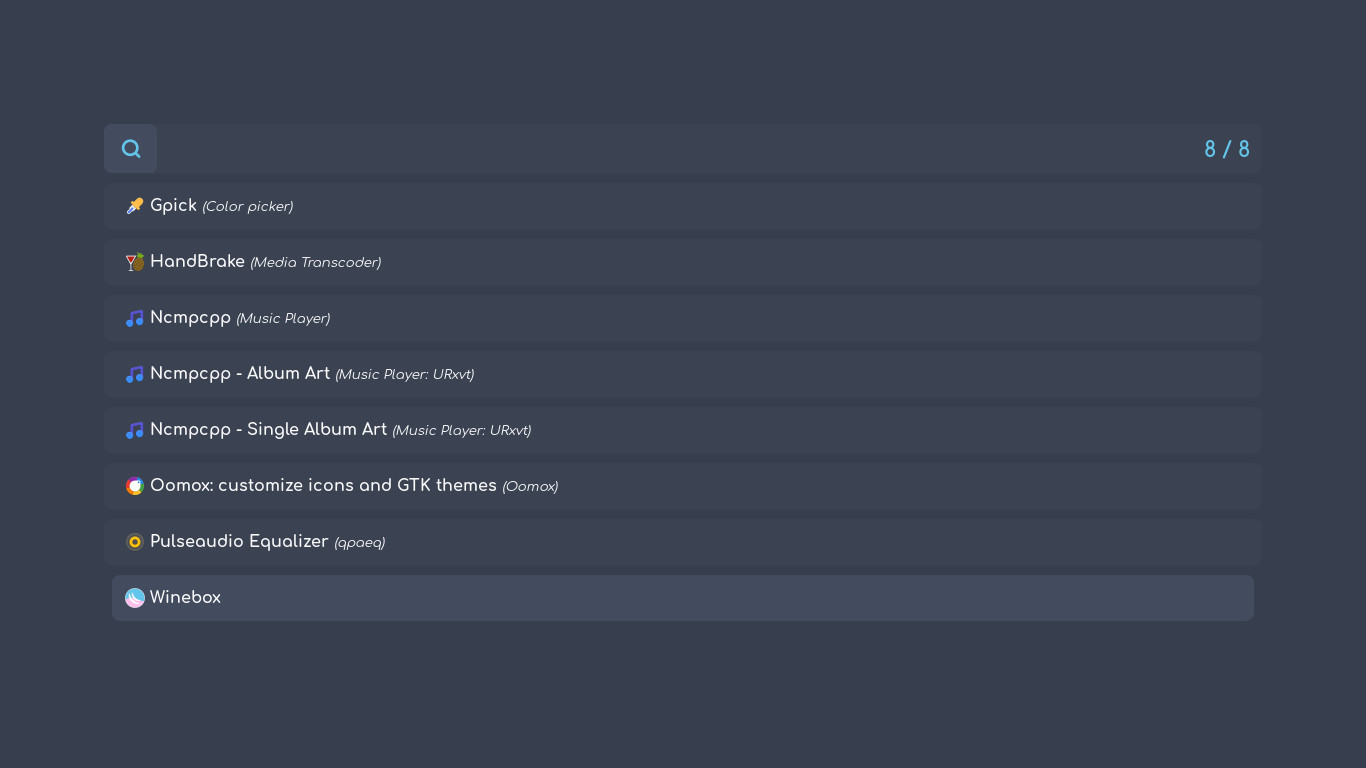 8 / 8
Gpick (Color picker)
HandBrake (Media Transcoder)
Ncmpcpp (Music Player)
Ncmpcpp - Album Art (Music Player: URxvt)
Ncmpcpp - Single Album Art (Music Player: URxvt)
Oomox: customize icons and GTK themes (Oomox)
Pulseaudio Equalizer (qpaeq)
Winebox